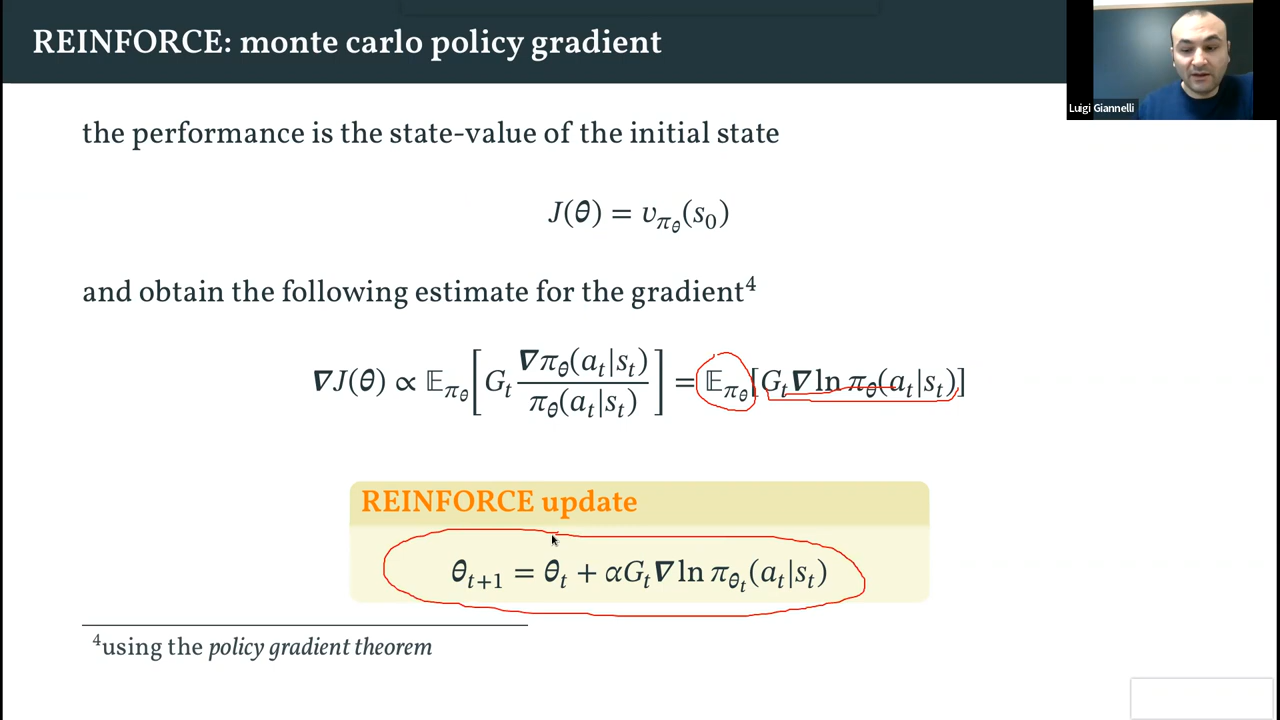 REINFORCE: monte carlo policy gradient
Luigi Giannelli
the performance is the state-value of the initial state
J(θ) = v_{π_θ}(s_0)
and obtain the following estimate for the gradient⁴
∇J(θ) ∝ 𝔼_{π_θ}[G_t ∇π_θ(a_t|s_t) / π_θ(a_t|s_t)] = 𝔼_{π_θ}[G_t ∇ ln π_θ(a_t|s_t)]
REINFORCE update
θ_{t+1} = θ_t + αG_t ∇ ln π_{θ_t}(a_t|s_t)
⁴using the policy gradient theorem